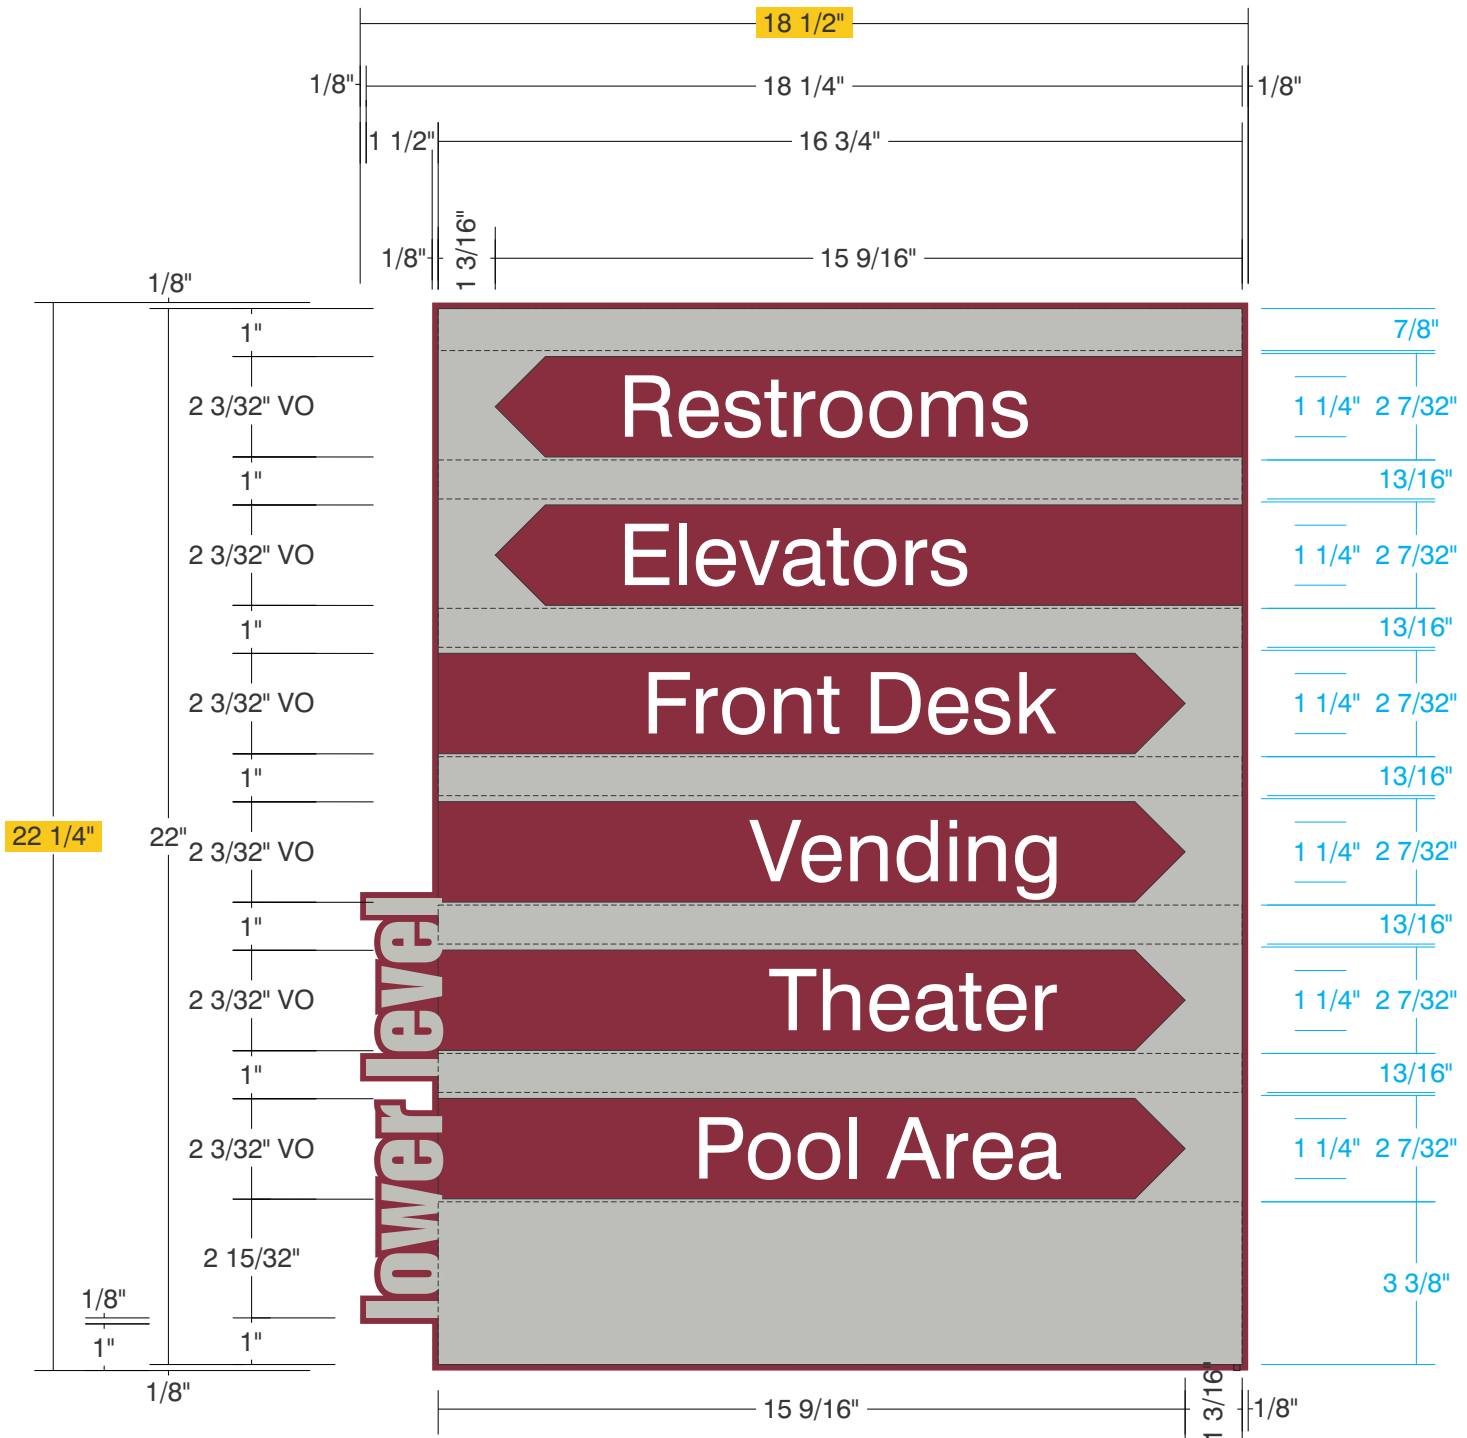 18 1/2"
1/8" 18 1/4" 1/8"
1 1/2" 16 3/4"
1/8" 1 3/16" 15 9/16"
1/8"
1" 7/8"
2 3/32" VO Restrooms 1 1/4" 2 7/32"
1" 13/16"
2 3/32" VO Elevators 1 1/4" 2 7/32"
1" 13/16"
2 3/32" VO Front Desk 1 1/4" 2 7/32"
1" 13/16"
22 1/4" 22" 2 3/32" VO Vending 1 1/4" 2 7/32"
1" 13/16"
2 3/32" VO Theater 1 1/4" 2 7/32"
1" 13/16"
2 3/32" VO Pool Area 1 1/4" 2 7/32"
lower level
2 15/32" 3 3/8"
1/8"
1" 1"
1/8" 15 9/16" 1 3/16" 1/8"